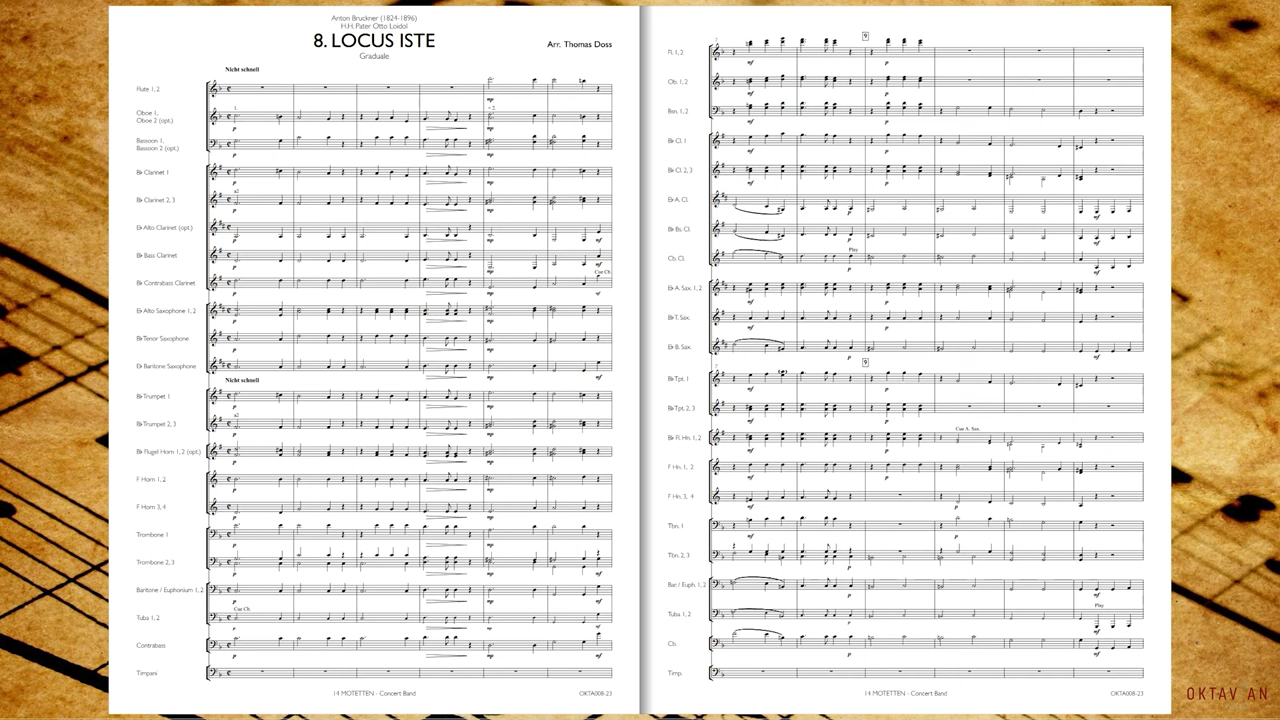 Anton Bruckner (1824-1896)
H.H. Pater Otto Loidol
8. LOCUS ISTE
Arr. Thomas Doss
Graduale
Nicht schnell
Flute 1, 2
Oboe 1,
Oboe 2 (opt.)
Bassoon 1,
Bassoon 2 (opt.)
B♭ Clarinet 1
B♭ Clarinet 2, 3
E♭ Alto Clarinet (opt.)
B♭ Bass Clarinet
B♭ Contrabass Clarinet
Cue Cb.
E♭ Alto Saxophone 1, 2
B♭ Tenor Saxophone
E♭ Baritone Saxophone
Nicht schnell
B♭ Trumpet 1
B♭ Trumpet 2, 3
B♭ Flugel Horn 1, 2 (opt.)
F Horn 1, 2
F Horn 3, 4
Trombone 1
Trombone 2, 3
Baritone / Euphonium 1, 2
Cue Cb.
Tuba 1, 2
Contrabass
Timpani
14 MOTETTEN - Concert Band
OKTA008-23
9
Fl. 1, 2
Ob. 1, 2
Bsn. 1, 2
B♭ Cl. 1
B♭ Cl. 2, 3
E♭ A. Cl.
B♭ Bs. Cl.
Play
Cb. Cl.
E♭ A. Sax. 1, 2
B♭ T. Sax.
E♭ B. Sax.
9
B♭ Tpt. 1
B♭ Tpt. 2, 3
Cue A. Sax.
B♭ Fl. Hn. 1, 2
F Hn. 1, 2
F Hn. 3, 4
Tbn. 1
Tbn. 2, 3
Bar. / Euph. 1, 2
Play
Tuba 1, 2
Cb.
Timp.
14 MOTETTEN - Concert Band
OKTA008-23
OKTAV AN